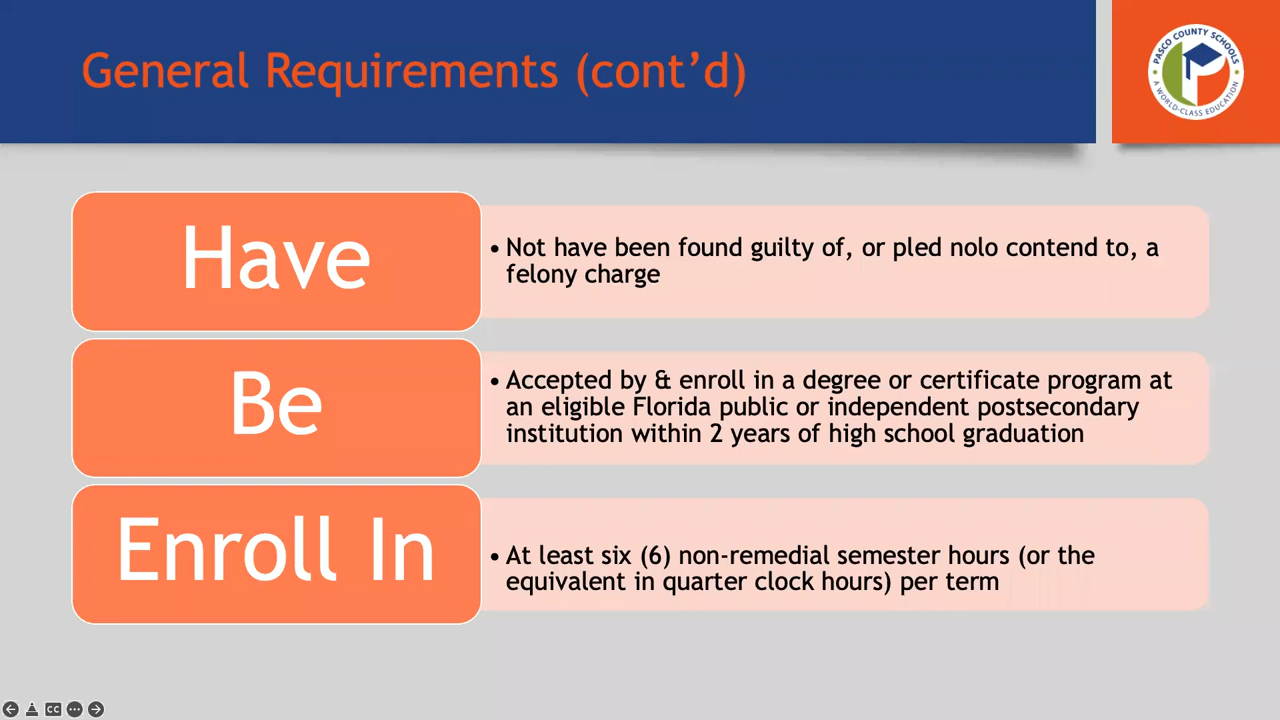 General Requirements (cont’d)
PASCO COUNTY SCHOOLS
A WORLD-CLASS EDUCATION
Have
• Not have been found guilty of, or pled nolo contend to, a
felony charge
Be
• Accepted by & enroll in a degree or certificate program at
an eligible Florida public or independent postsecondary
institution within 2 years of high school graduation
Enroll In
• At least six (6) non-remedial semester hours (or the
equivalent in quarter clock hours) per term
CC